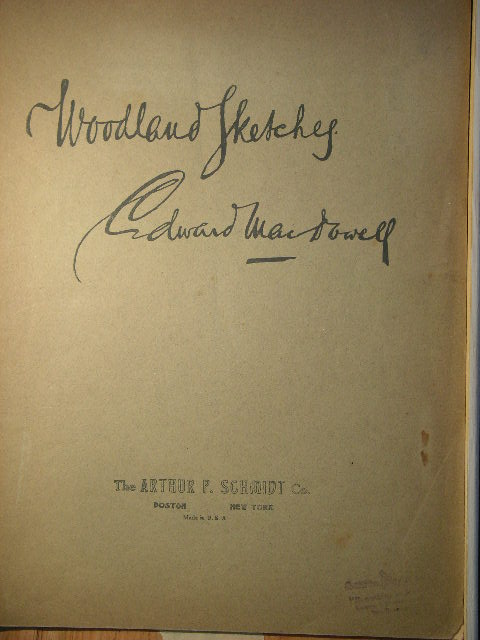 Woodland Sketches
Edward MacDowell
The ARTHUR P. SCHMIDT Co.
BOSTON NEW YORK
Made in U.S.A